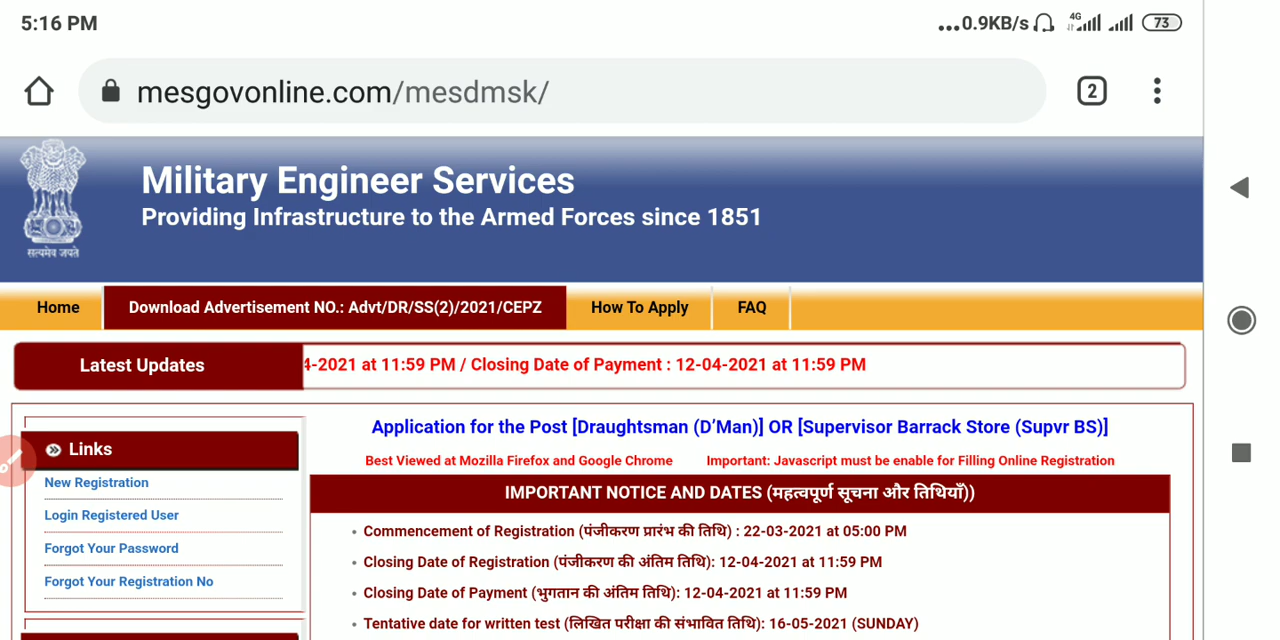 5:16 PM
...0.9KB/s 4G 73
mesgovonline.com/mesdmsk/
2
Military Engineer Services
Providing Infrastructure to the Armed Forces since 1851
सत्यमेव जयते
Home Download Advertisement NO.: Advt/DR/SS(2)/2021/CEPZ How To Apply FAQ
Latest Updates 4-2021 at 11:59 PM / Closing Date of Payment : 12-04-2021 at 11:59 PM
Application for the Post [Draughtsman (D’Man)] OR [Supervisor Barrack Store (Supvr BS)]
Best Viewed at Mozilla Firefox and Google Chrome Important: Javascript must be enable for Filling Online Registration
Links
New Registration
Login Registered User
Forgot Your Password
Forgot Your Registration No
IMPORTANT NOTICE AND DATES (महत्वपूर्ण सूचना और तिथियाँ))
• Commencement of Registration (पंजीकरण प्रारंभ की तिथि) : 22-03-2021 at 05:00 PM
• Closing Date of Registration (पंजीकरण की अंतिम तिथि): 12-04-2021 at 11:59 PM
• Closing Date of Payment (भुगतान की अंतिम तिथि): 12-04-2021 at 11:59 PM
• Tentative date for written test (लिखित परीक्षा की संभावित तिथि): 16-05-2021 (SUNDAY)